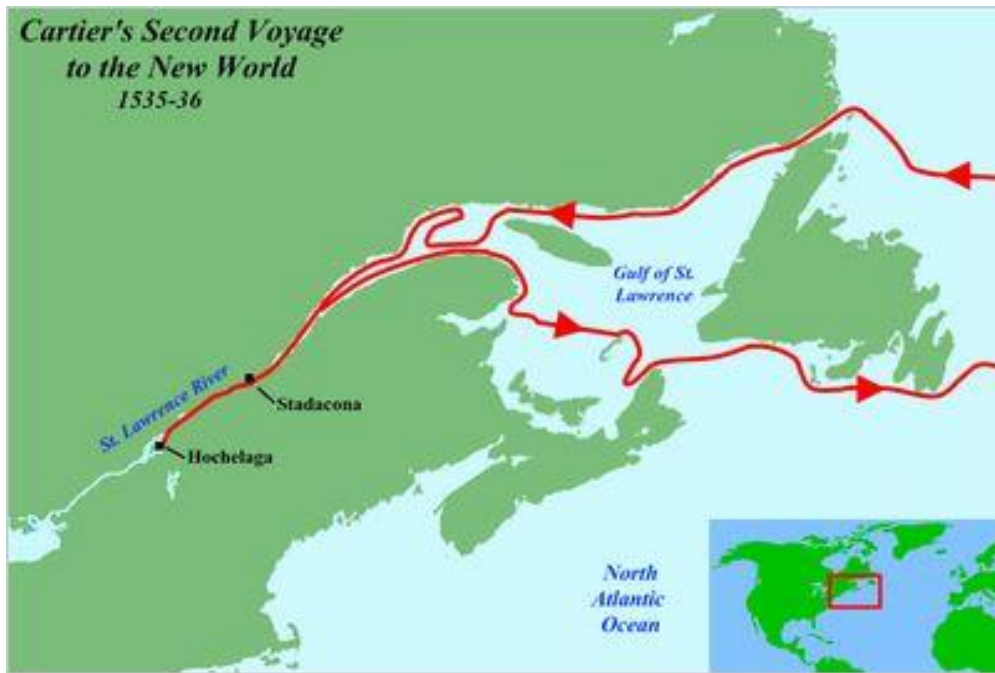 Cartier's Second Voyage
to the New World
1535-36
Gulf of St.
Lawrence
St. Lawrence River
Stadacona
Hochelaga
North
Atlantic
Ocean